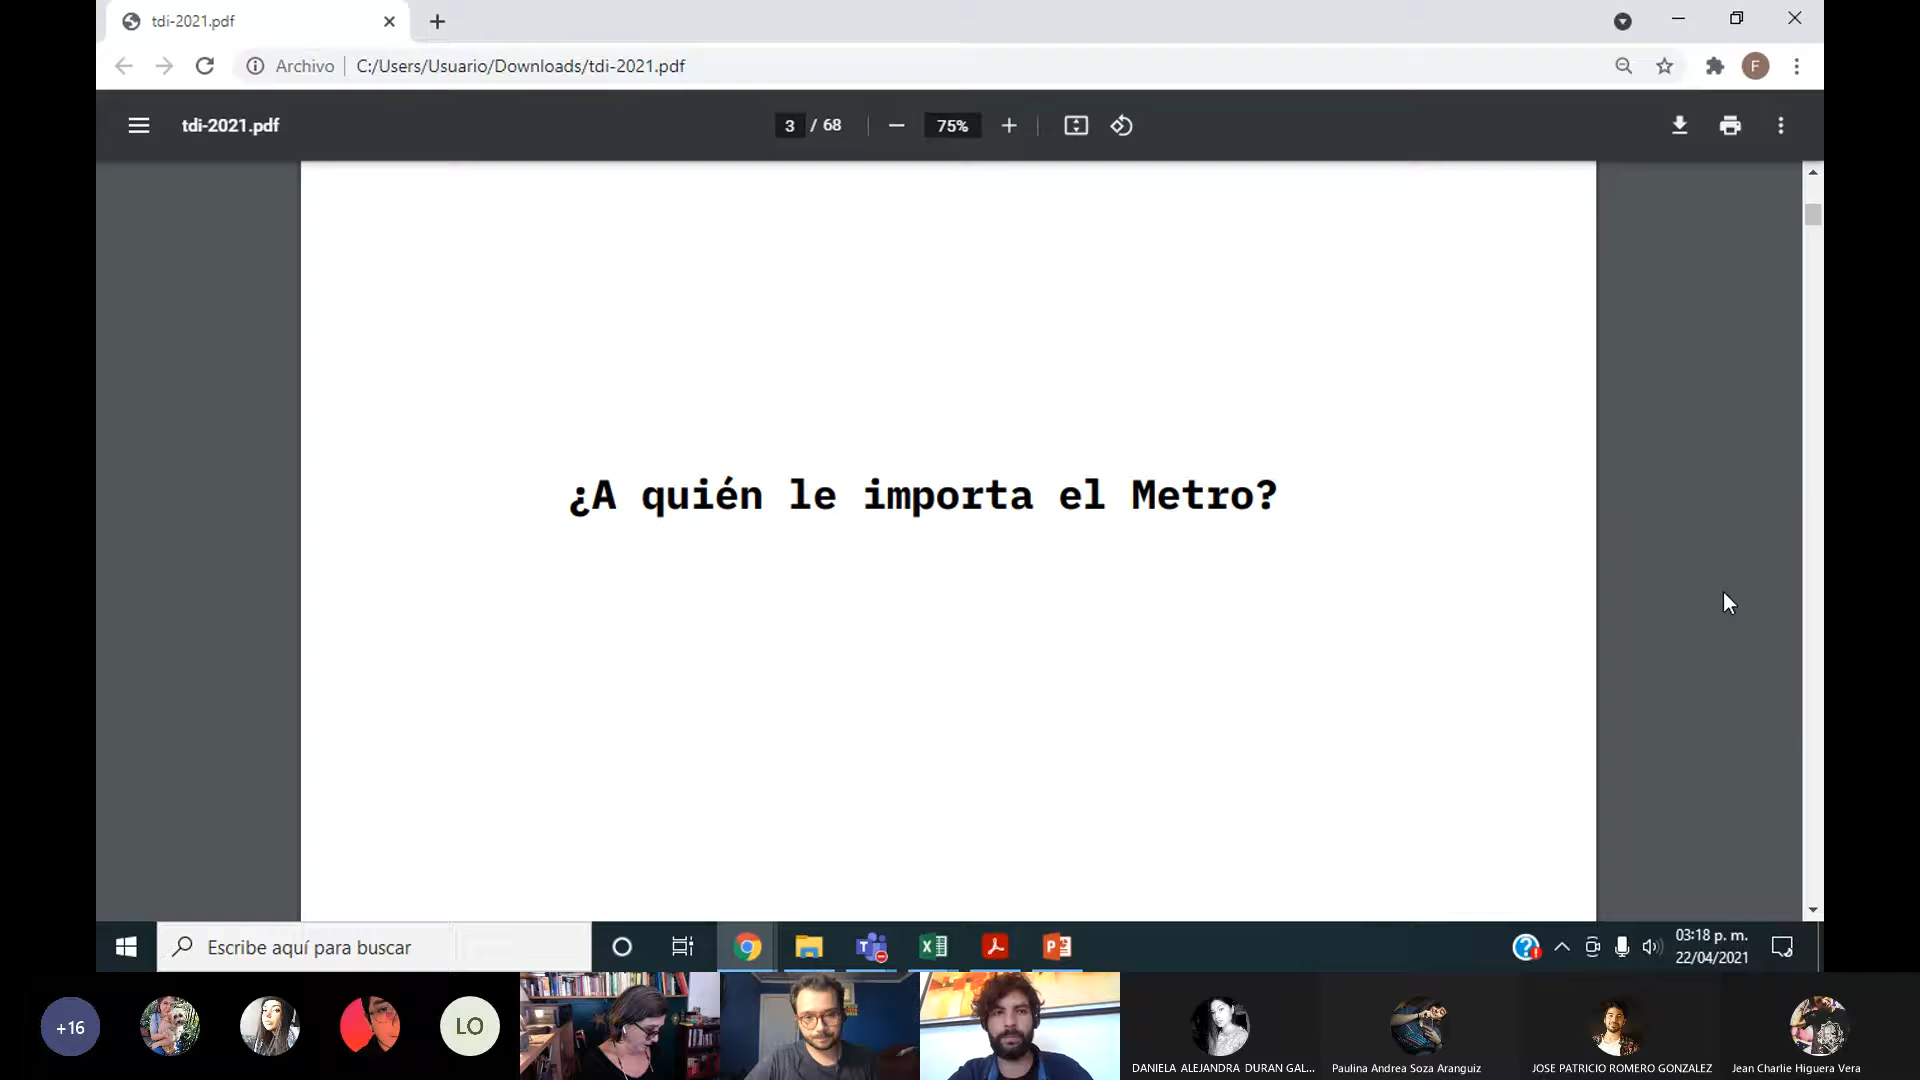 tdi-2021.pdf
Archivo
C:/Users/Usuario/Downloads/tdi-2021.pdf
F
tdi-2021.pdf
3 / 68
75%
¿A quién le importa el Metro?
Escribe aquí para buscar
03:18 p. m.
22/04/2021
+16
LO
DANIELA ALEJANDRA DURAN GAL...
Paulina Andrea Soza Aranguiz
JOSE PATRICIO ROMERO GONZALEZ
Jean Charlie Higuera Vera